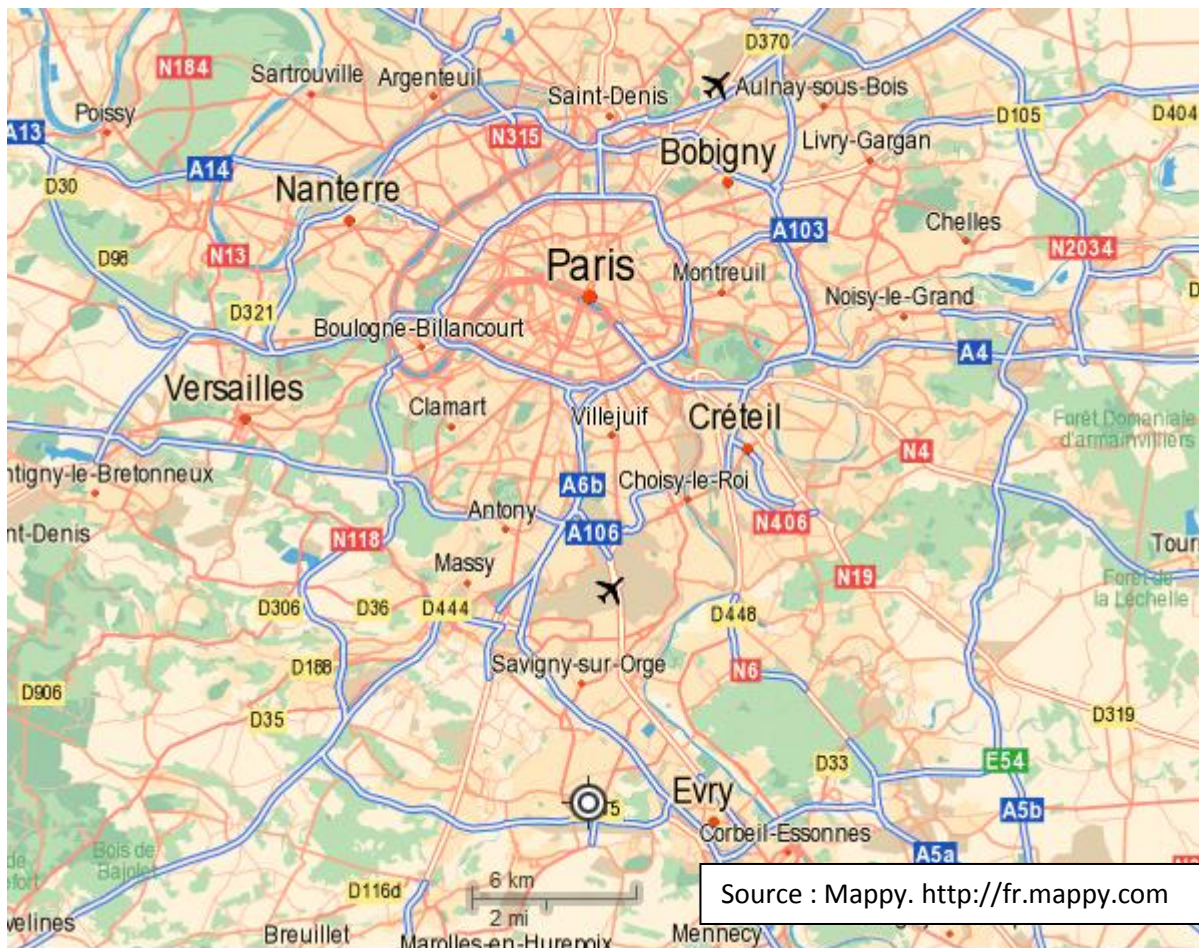 D370
N184
Sartrouville
Argenteuil
Saint-Denis
Aulnay-sous-Bois
Poissy
D105
D404
A13
N315
Bobigny
Livry-Gargan
A14
D30
Nanterre
Chelles
A103
N2034
D98
N13
Paris
Montreuil
Noisy-le-Grand
D321
Boulogne-Billancourt
A4
Versailles
Clamart
Villejuif
Créteil
Forêt Domaniale
d'armainvilliers
N4
ntigny-le-Bretonneux
A6b
Choisy-le-Roi
Antony
nt-Denis
N118
A106
N406
Tourn
Massy
N19
Forêt de
la Léchelle
D306
D36
D444
D448
D188
Savigny-sur-Orge
N6
D906
D35
D319
D33
E54
Evry
A5b
Corbeil-Essonnes
Bois de
Bajolet
A5a
de
efort
D116d
6 km
2 mi
Source : Mappy. http://fr.mappy.com
velines
Breuillet
Marolles-en-Hurepoix
Mennecy